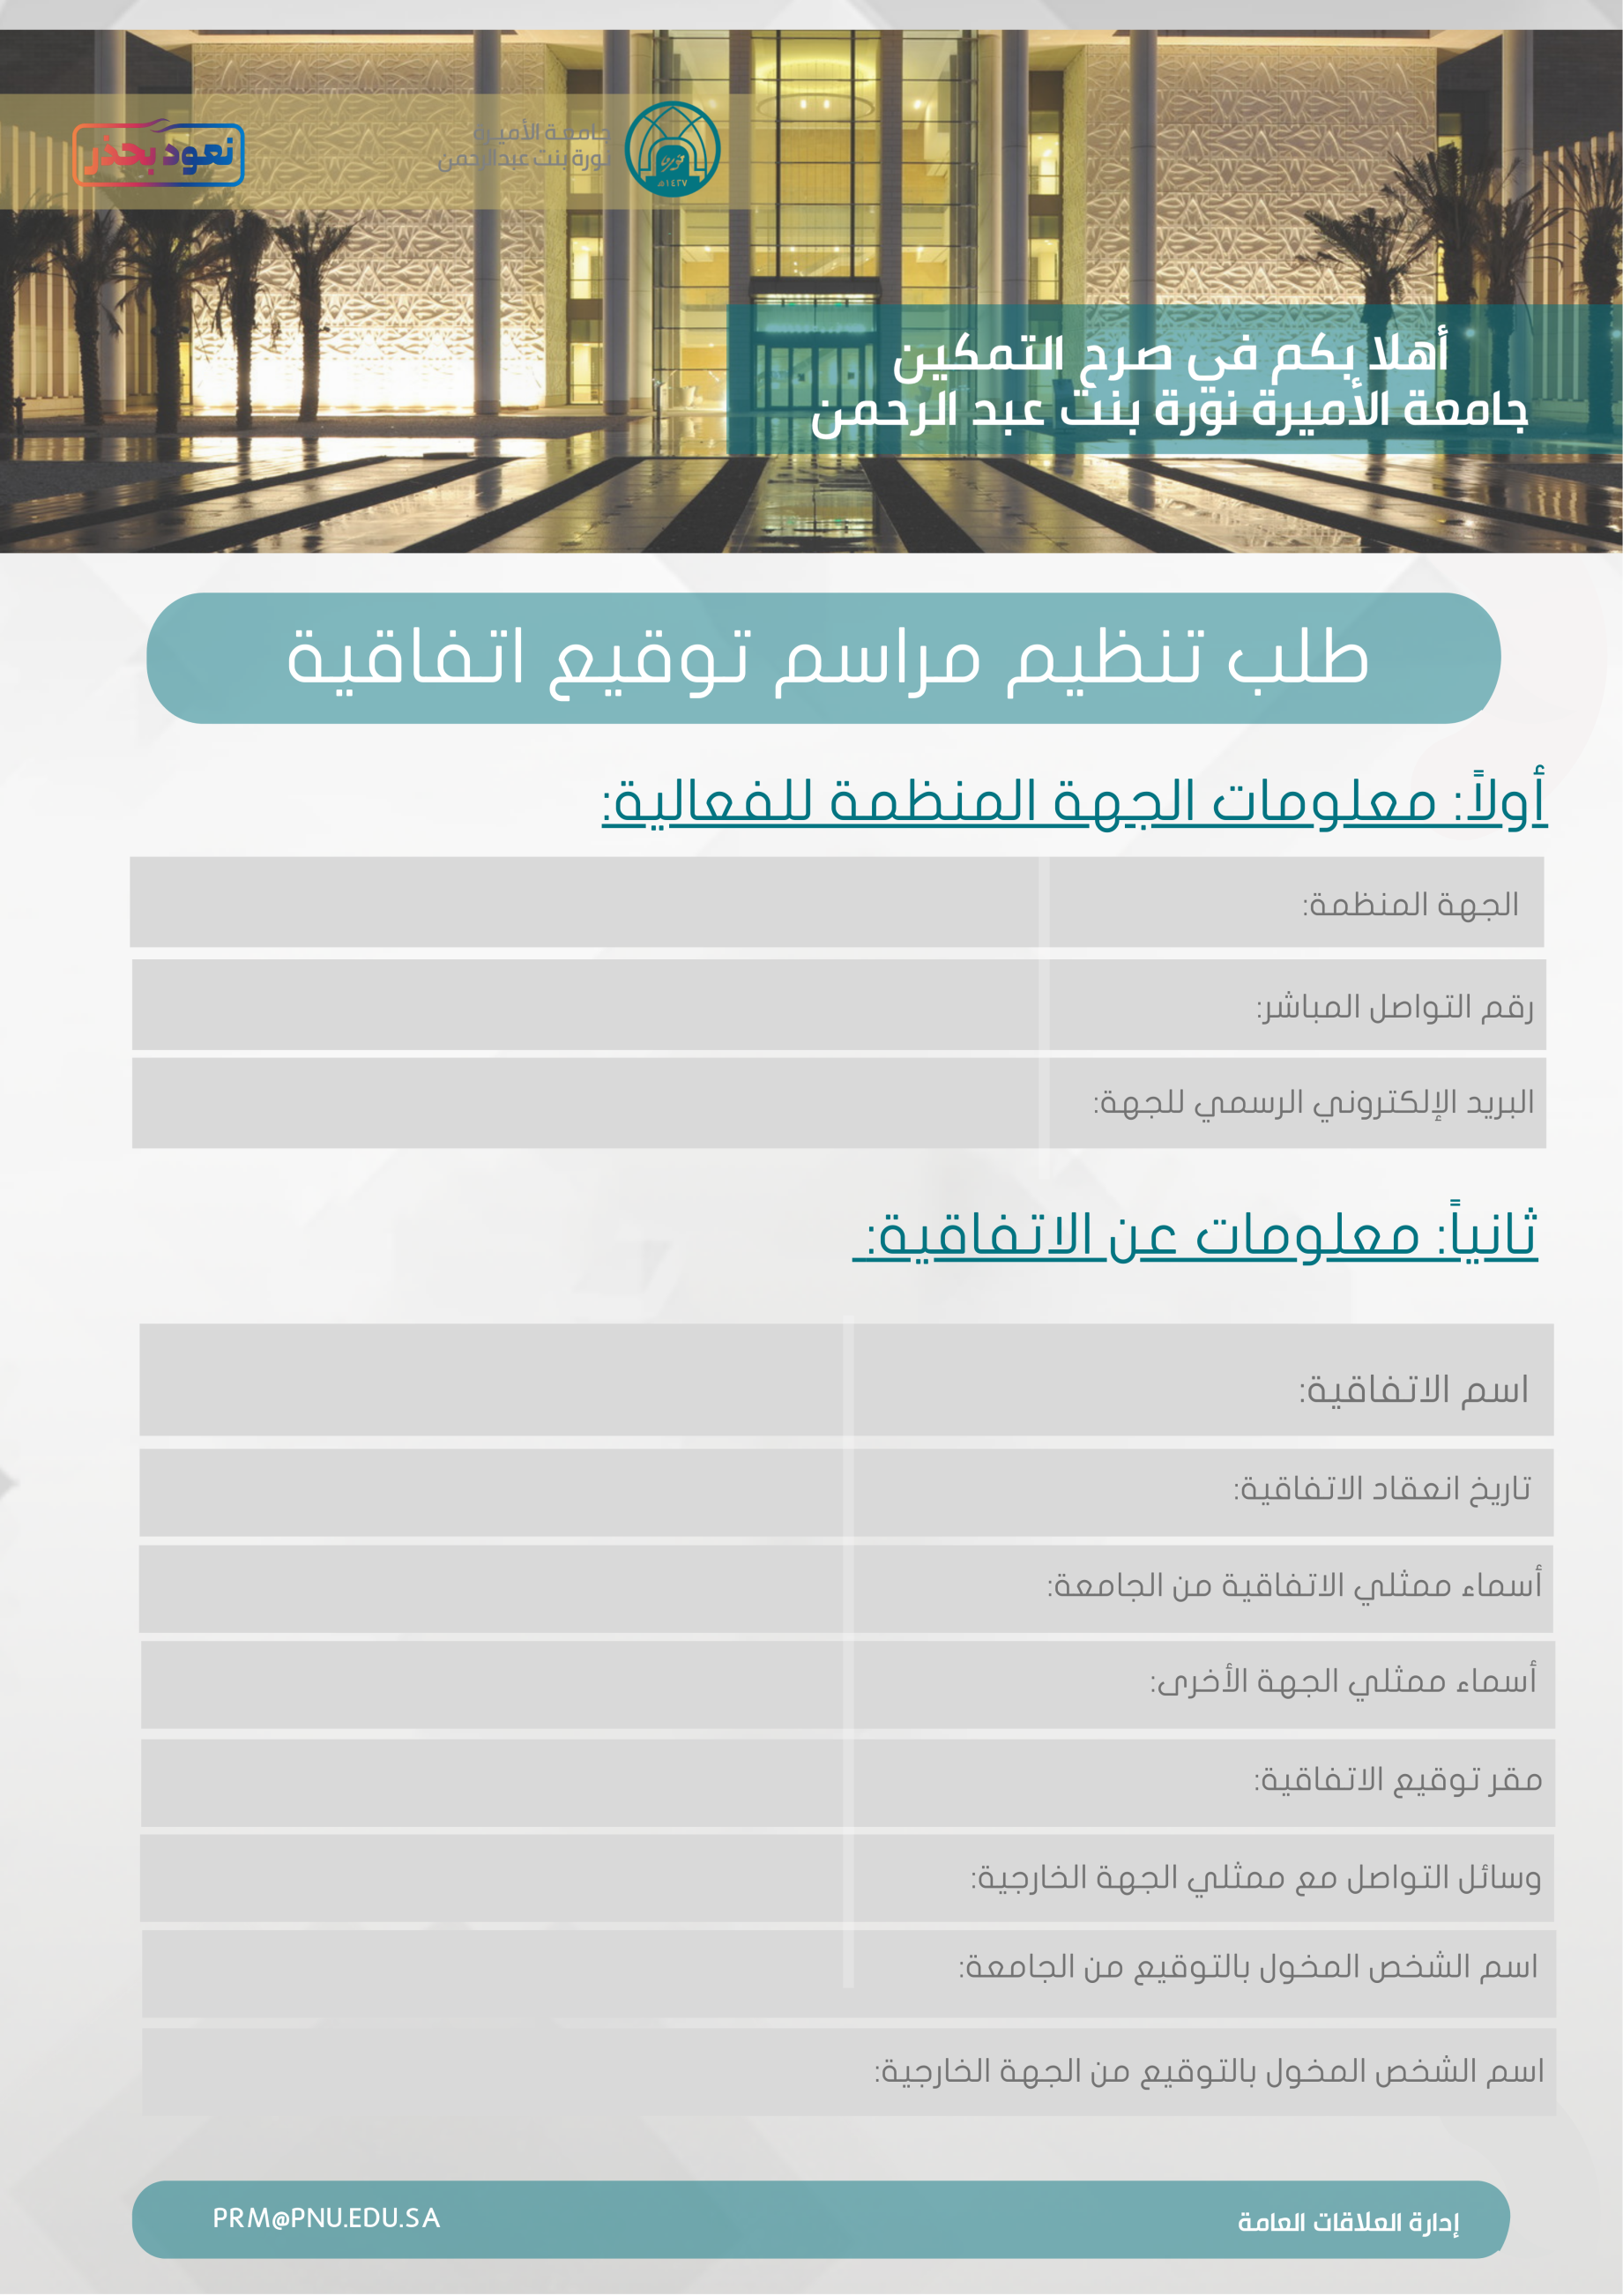 جامعة الأميرة
نورة بنت عبدالرحمن
نورة
١٤٢٧هـ
نعود بحذر
أهلا بكم في صرح التمكين
جامعة الأميرة نورة بنت عبد الرحمن
طلب تنظيم مراسم توقيع اتفاقية
أولاً: معلومات الجهة المنظمة للفعالية:
الجهة المنظمة:
رقم التواصل المباشر:
البريد الإلكتروني الرسمي للجهة:
ثانياً: معلومات عن الاتفاقية:
اسم الاتفاقية:
تاريخ انعقاد الاتفاقية:
أسماء ممثلي الاتفاقية من الجامعة:
أسماء ممثلي الجهة الأخرى:
مقر توقيع الاتفاقية:
وسائل التواصل مع ممثلي الجهة الخارجية:
اسم الشخص المخول بالتوقيع من الجامعة:
اسم الشخص المخول بالتوقيع من الجهة الخارجية:
إدارة العلاقات العامة
PRM@PNU.EDU.SA